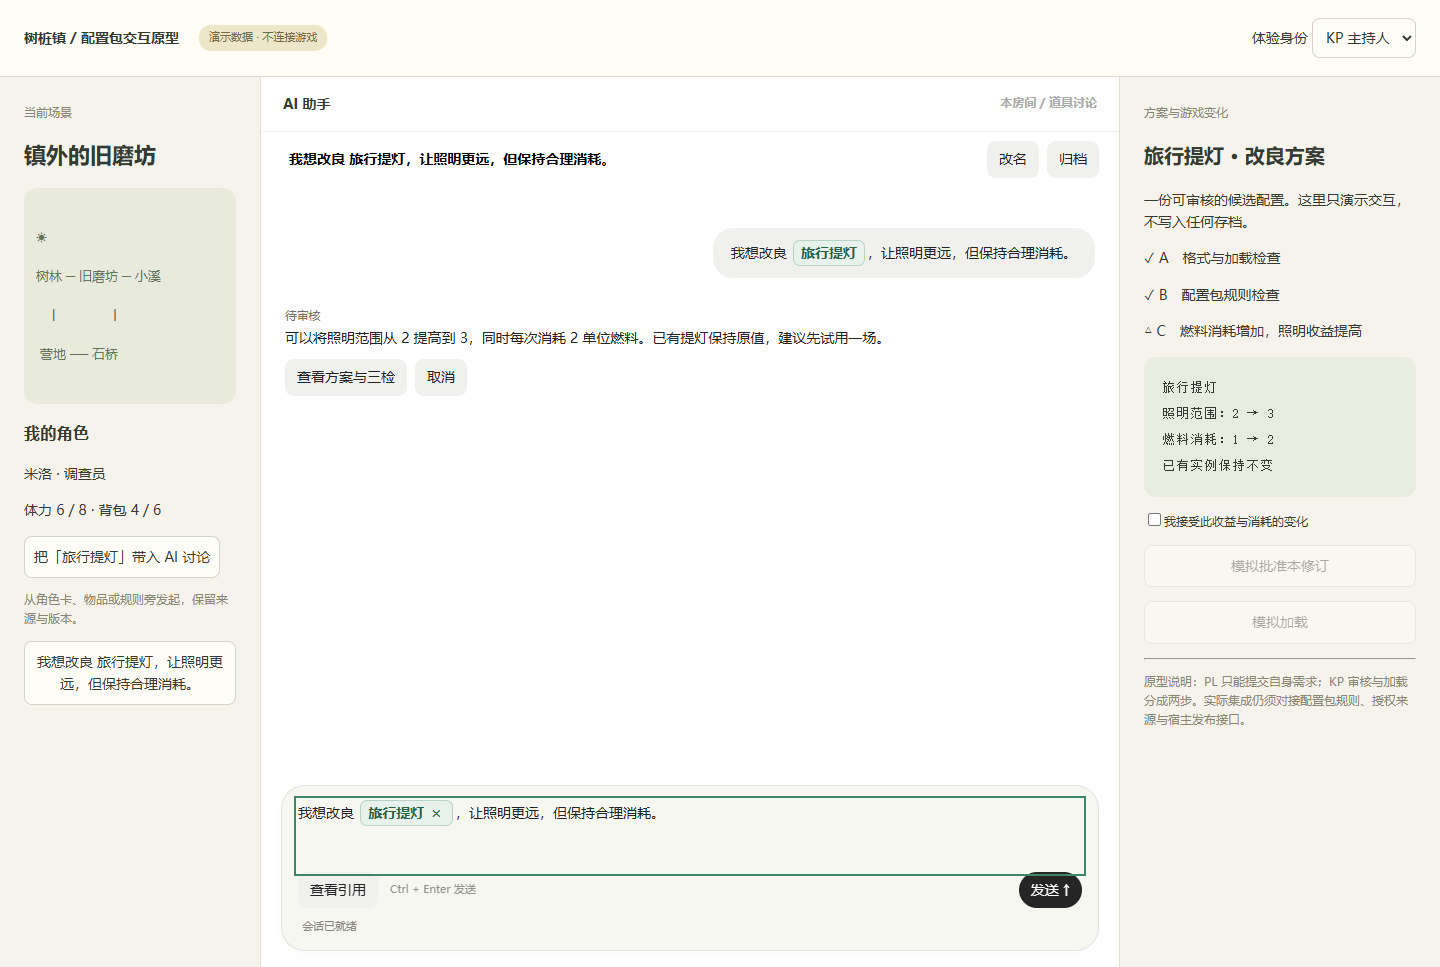 树桩镇 / 配置包交互原型
演示数据 · 不连接游戏
体验身份
KP 主持人
当前场景
镇外的旧磨坊
☀
树林 — 旧磨坊 — 小溪
|    |
营地 —— 石桥
我的角色
米洛 · 调查员
体力 6 / 8 · 背包 4 / 6
把「旅行提灯」带入 AI 讨论
从角色卡、物品或规则旁发起，保留来
源与版本。
我想改良 旅行提灯，让照明更
远，但保持合理消耗。
AI 助手
本房间 / 道具讨论
我想改良 旅行提灯，让照明更远，但保持合理消耗。
改名
归档
我想改良 旅行提灯 ，让照明更远，但保持合理消耗。
待审核
可以将照明范围从 2 提高到 3，同时每次消耗 2 单位燃料。已有提灯保持原值，建议先试用一场。
查看方案与三检
取消
我想改良 旅行提灯 × ，让照明更远，但保持合理消耗。
查看引用
Ctrl + Enter 发送
发送 ↑
会话已就绪
方案与游戏变化
旅行提灯 · 改良方案
一份可审核的候选配置。这里只演示交互，
不写入任何存档。
✓ A 格式与加载检查
✓ B 配置包规则检查
△ C 燃料消耗增加，照明收益提高
旅行提灯
照明范围：2 → 3
燃料消耗：1 → 2
已有实例保持不变
我接受此收益与消耗的变化
模拟批准本修订
模拟加载
原型说明：PL 只能提交自身需求；KP 审核与加载
分成两步。实际集成仍须对接配置包规则、授权来
源与宿主发布接口。